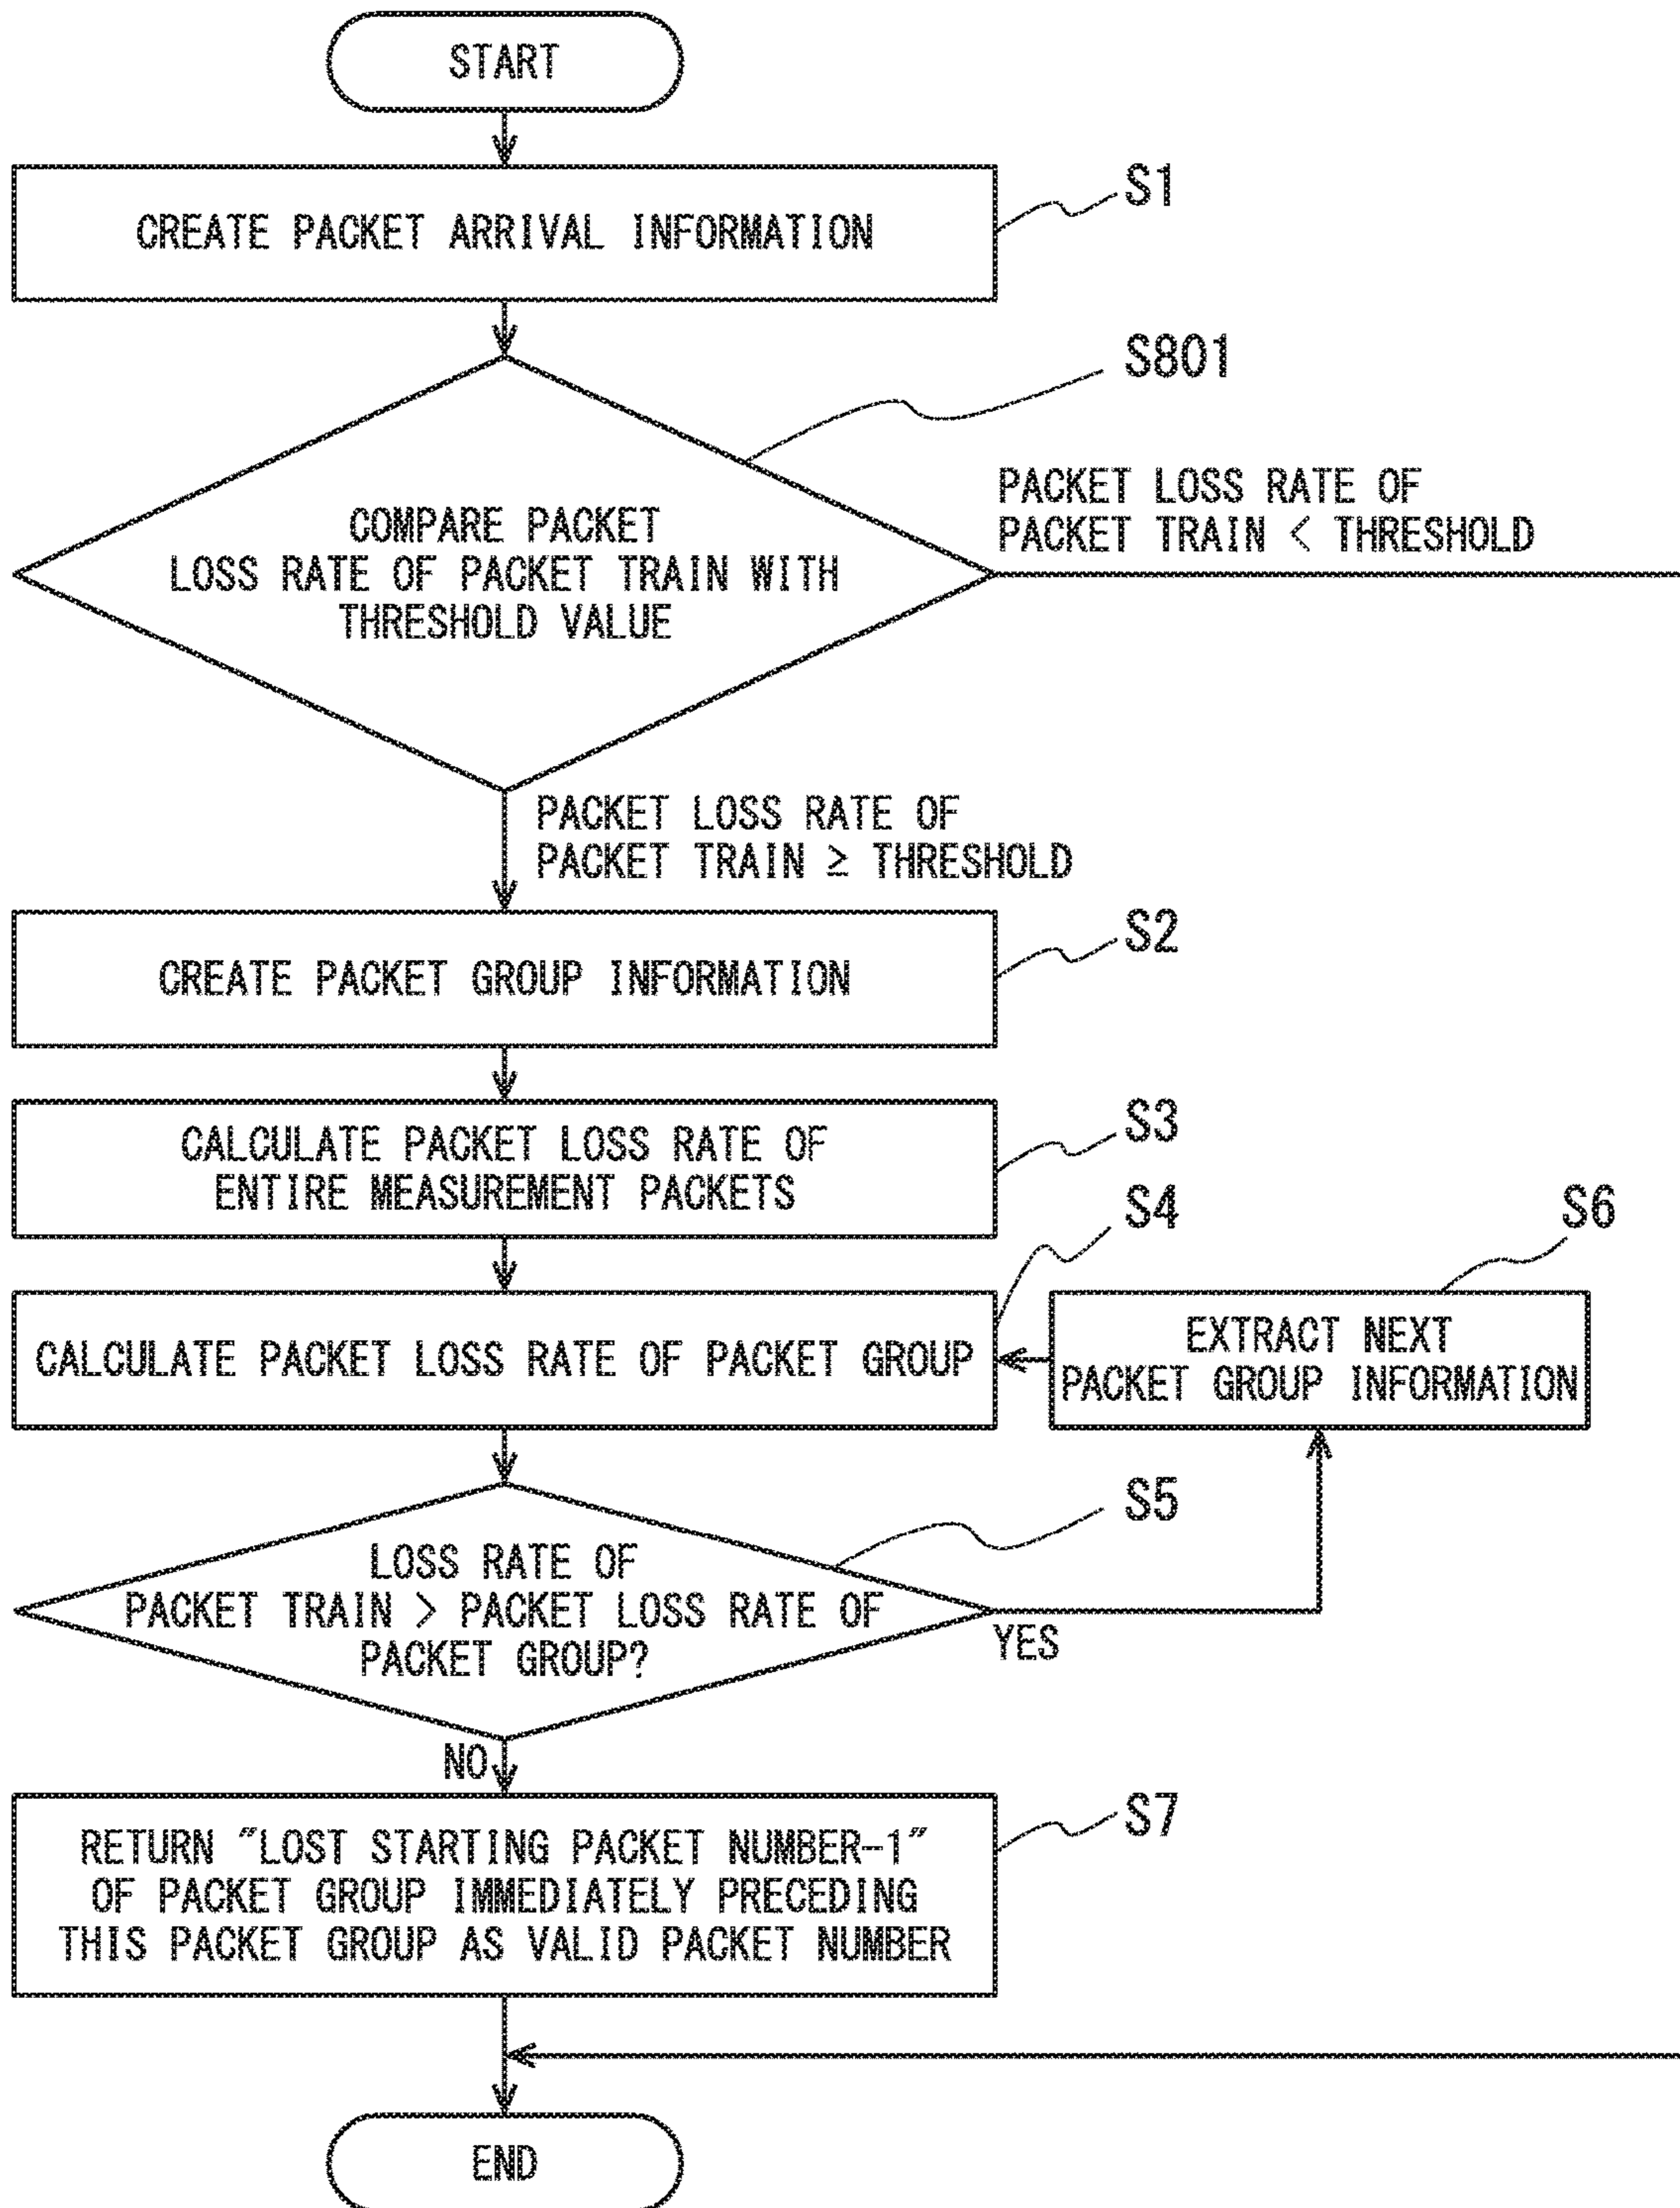 START
CREATE PACKET ARRIVAL INFORMATION
S1
S801
COMPARE PACKET
LOSS RATE OF PACKET TRAIN WITH
THRESHOLD VALUE
PACKET LOSS RATE OF
PACKET TRAIN < THRESHOLD
PACKET LOSS RATE OF
PACKET TRAIN ≥ THRESHOLD
CREATE PACKET GROUP INFORMATION
S2
CALCULATE PACKET LOSS RATE OF
ENTIRE MEASUREMENT PACKETS
S3
S4
S6
CALCULATE PACKET LOSS RATE OF PACKET GROUP
EXTRACT NEXT
PACKET GROUP INFORMATION
S5
LOSS RATE OF
PACKET TRAIN > PACKET LOSS RATE OF
PACKET GROUP?
YES
NO
RETURN "LOST STARTING PACKET NUMBER-1"
OF PACKET GROUP IMMEDIATELY PRECEDING
THIS PACKET GROUP AS VALID PACKET NUMBER
S7
END